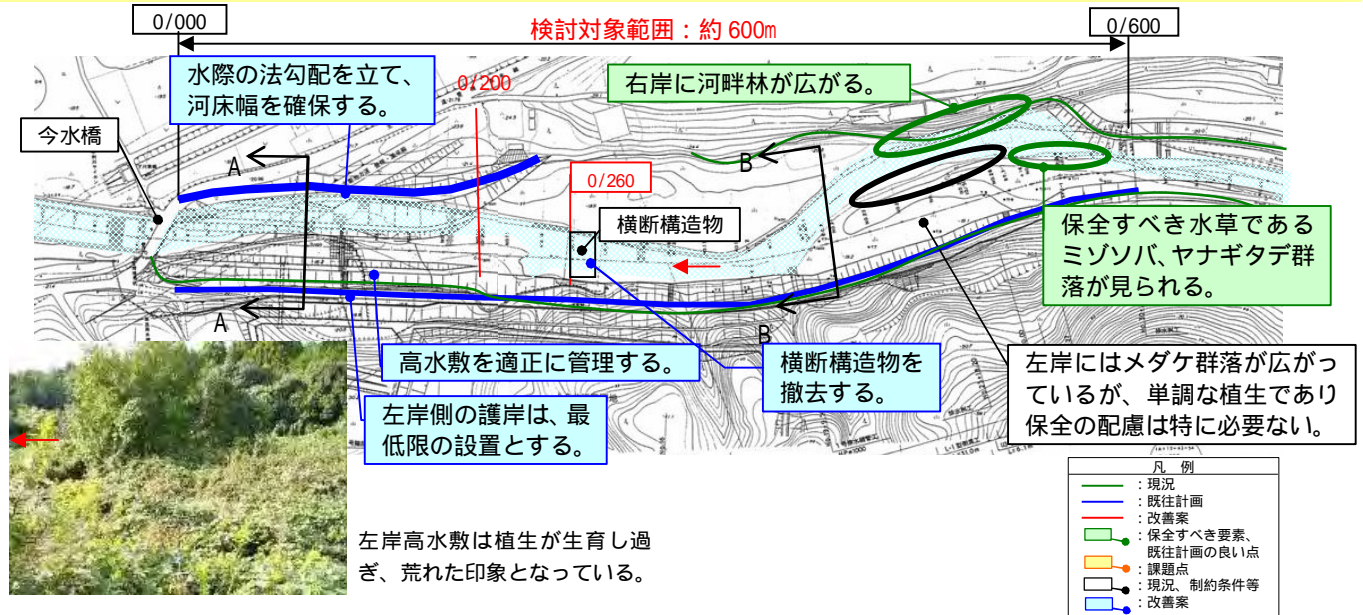 0/000
検討対象範囲：約 600m
0/600
水際の法勾配を立て、
河床幅を確保する。
0/200
右岸に河畔林が広がる。
今水橋
A
B
0/260
横断構造物
保全すべき水草である
ミゾソバ、ヤナギタデ群
落が見られる。
A
B
高水敷を適正に管理する。
横断構造物を
撤去する。
左岸にはメダケ群落が広がっ
ているが、単調な植生であり
保全の配慮は特に必要ない。
左岸側の護岸は、最
低限の設置とする。
左岸高水敷は植生が生育し過
ぎ、荒れた印象となっている。
凡 例
：現況
：既往計画
：改善案
：保全すべき要素、
既往計画の良い点
：課題点
：現況、制約条件等
：改善案